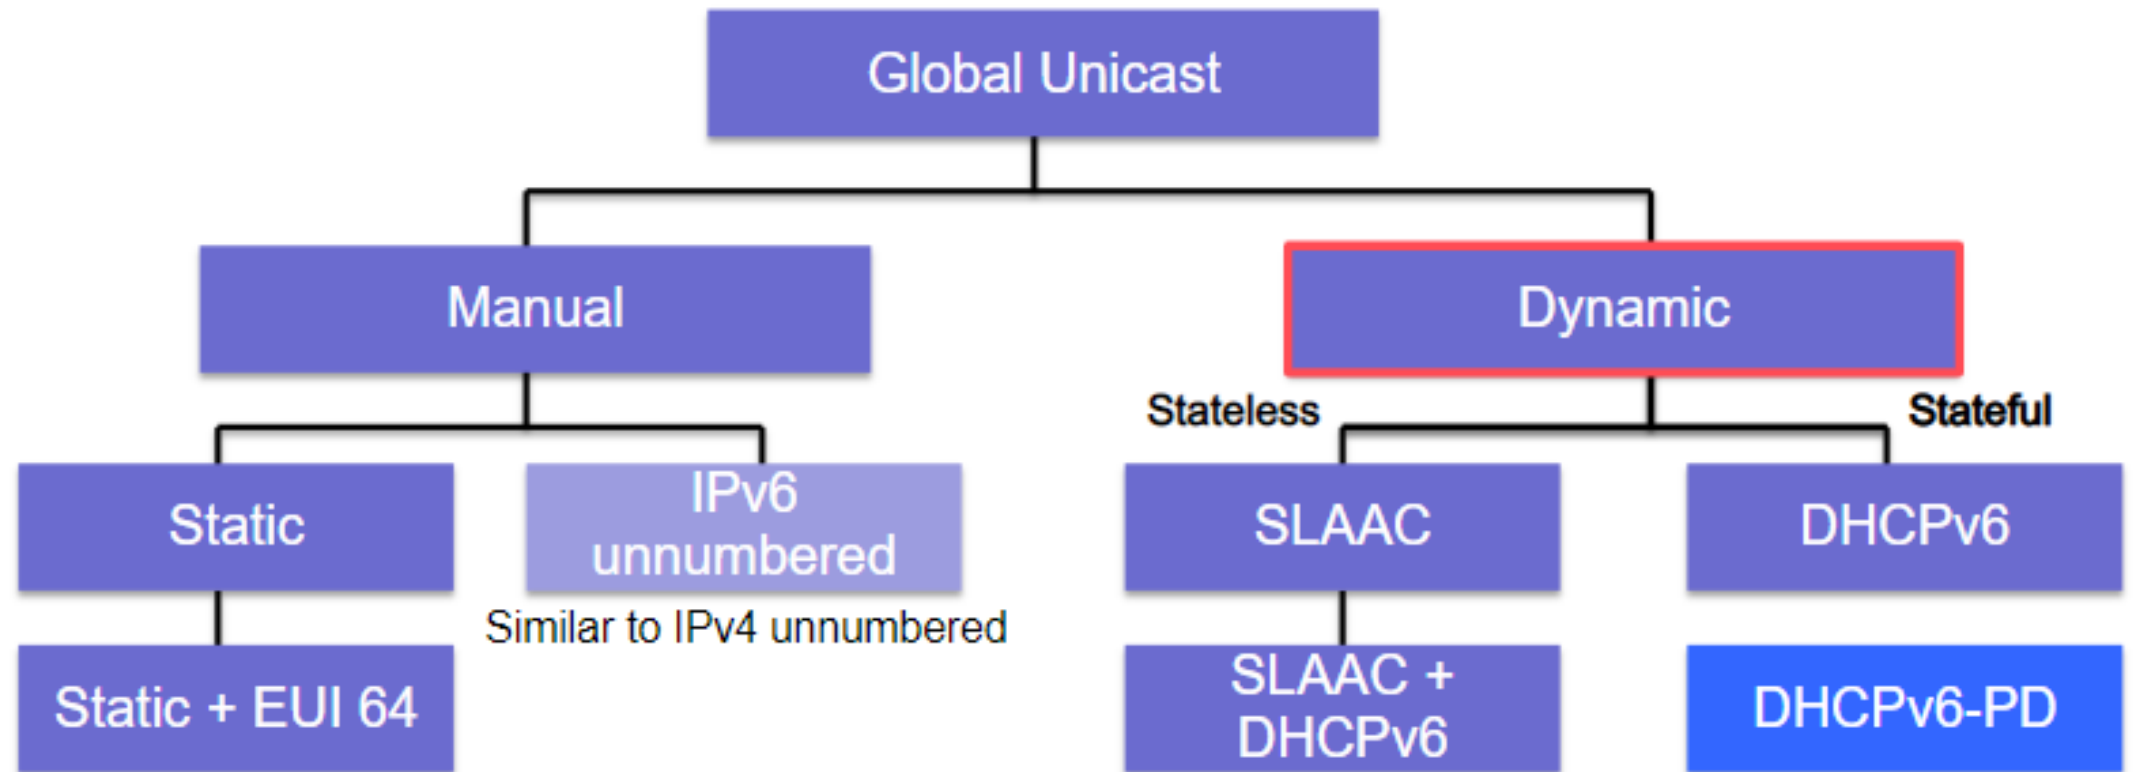 Global Unicast
Manual
Dynamic
Stateless
Stateful
Static
IPv6
unnumbered
SLAAC
DHCPv6
Similar to IPv4 unnumbered
Static + EUI 64
SLAAC +
DHCPv6
DHCPv6-PD